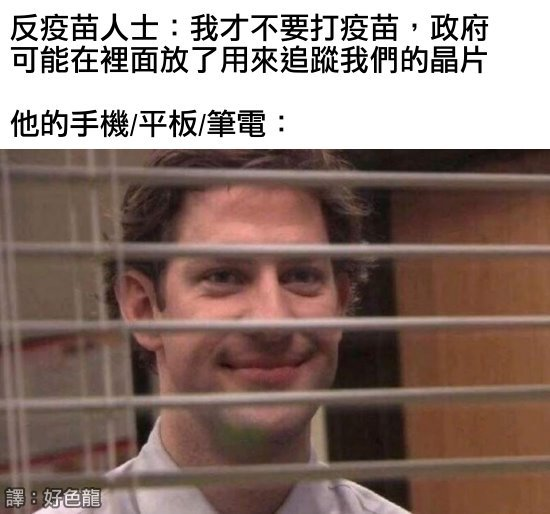 反疫苗人士：我才不要打疫苗，政府
可能在裡面放了用來追蹤我們的晶片
他的手機/平板/筆電：
譯：好色龍